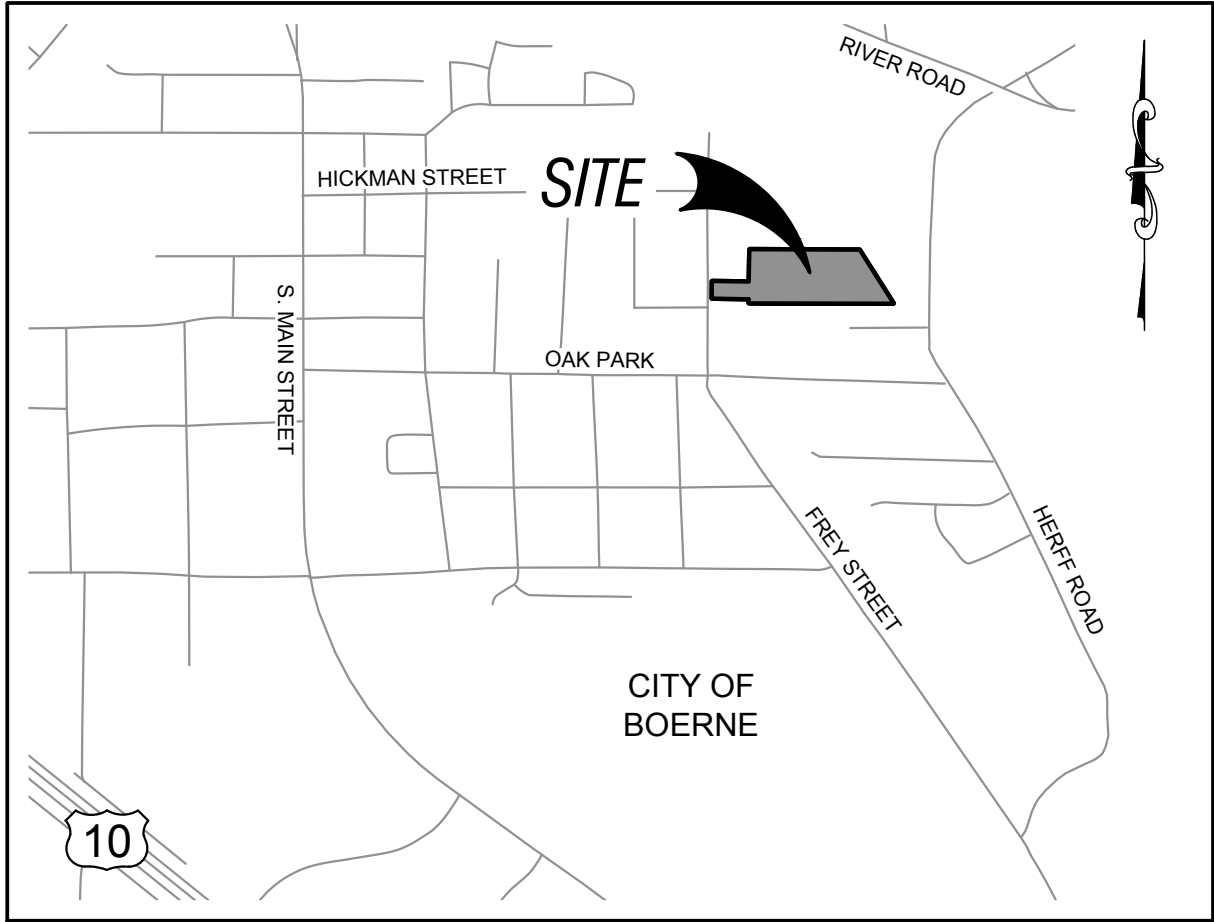 RIVER ROAD
HICKMAN STREET
SITE
S. MAIN STREET
OAK PARK
FREY STREET
HERFF ROAD
CITY OF
BOERNE
10